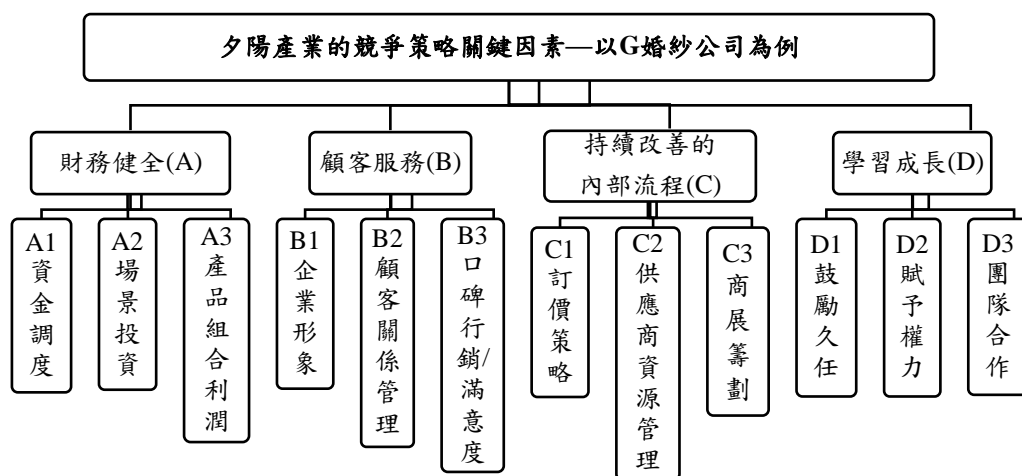 夕陽產業的競爭策略關鍵因素—以G婚紗公司為例
財務健全(A)
顧客服務(B)
持續改善的
內部流程(C)
學習成長(D)
A1
資金調度
A2
場景投資
A3
產品組合利潤
B1
企業形象
B2
顧客關係管理
B3
口碑行銷/滿意度
C1
訂價策略
C2
供應商資源管理
C3
商展籌劃
D1
鼓勵久任
D2
賦予權力
D3
團隊合作